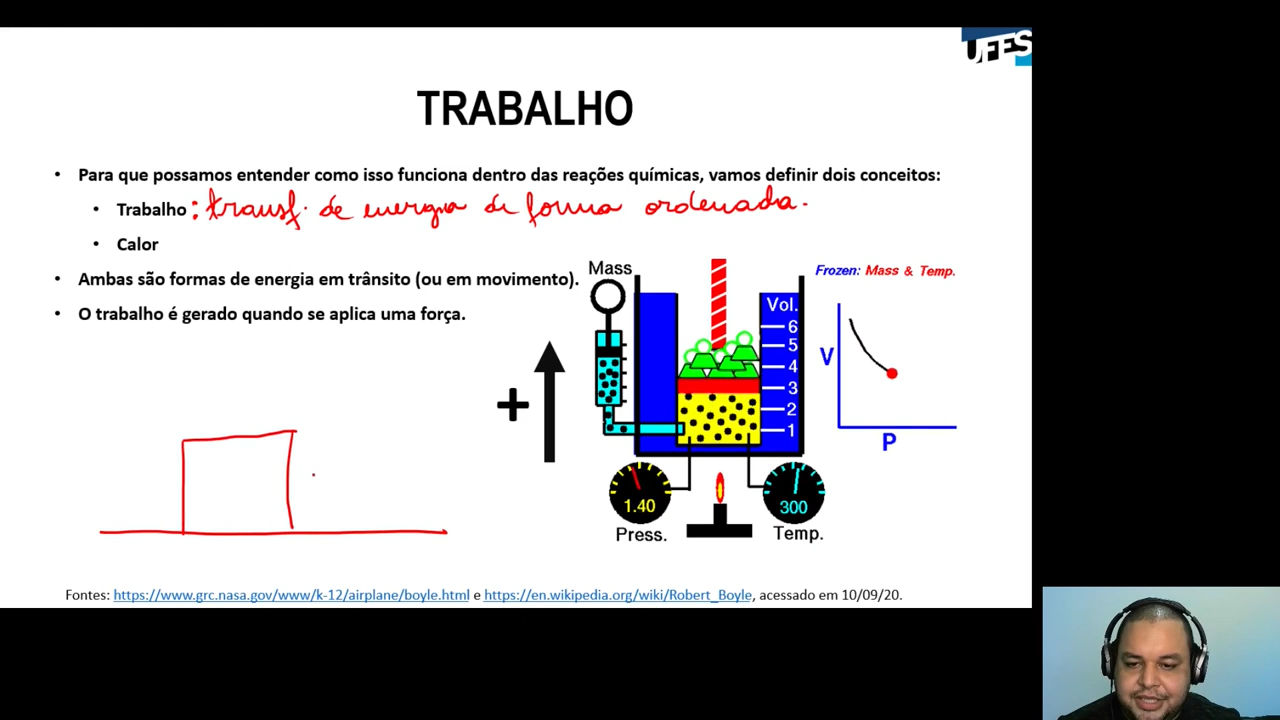 UFES
TRABALHO
• Para que possamos entender como isso funciona dentro das reações químicas, vamos definir dois conceitos:
• Trabalho : transf. de energia de forma ordenada.
• Calor
• Ambas são formas de energia em trânsito (ou em movimento).
• O trabalho é gerado quando se aplica uma força.
Mass
Frozen: Mass & Temp.
Vol.
6
5
4
3
2
1
V
P
+
1.40
Press.
300
Temp.
Fontes: https://www.grc.nasa.gov/www/k-12/airplane/boyle.html e https://en.wikipedia.org/wiki/Robert_Boyle, acessado em 10/09/20.